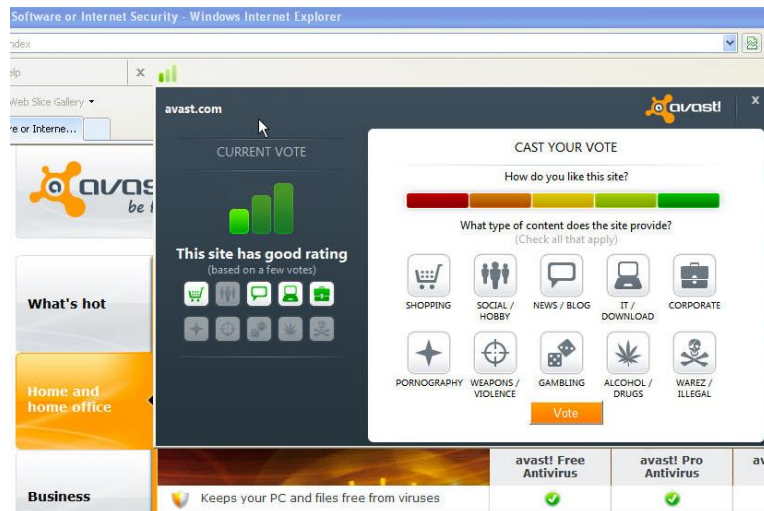 Software or Internet Security - Windows Internet Explorer
ndex
elp
x
Web Slice Gallery
re or Interne...
avast.com
avast!
x
CURRENT VOTE
This site has good rating
(based on a few votes)
CAST YOUR VOTE
How do you like this site?
What type of content does the site provide?
(Check all that apply)
SHOPPING
SOCIAL / HOBBY
NEWS / BLOG
IT / DOWNLOAD
CORPORATE
PORNOGRAPHY
WEAPONS / VIOLENCE
GAMBLING
ALCOHOL / DRUGS
WAREZ / ILLEGAL
Vote
avas
be
What's hot
Home and
home office
Business
avast! Free
Antivirus
avast! Pro
Antivirus
av
Keeps your PC and files free from viruses